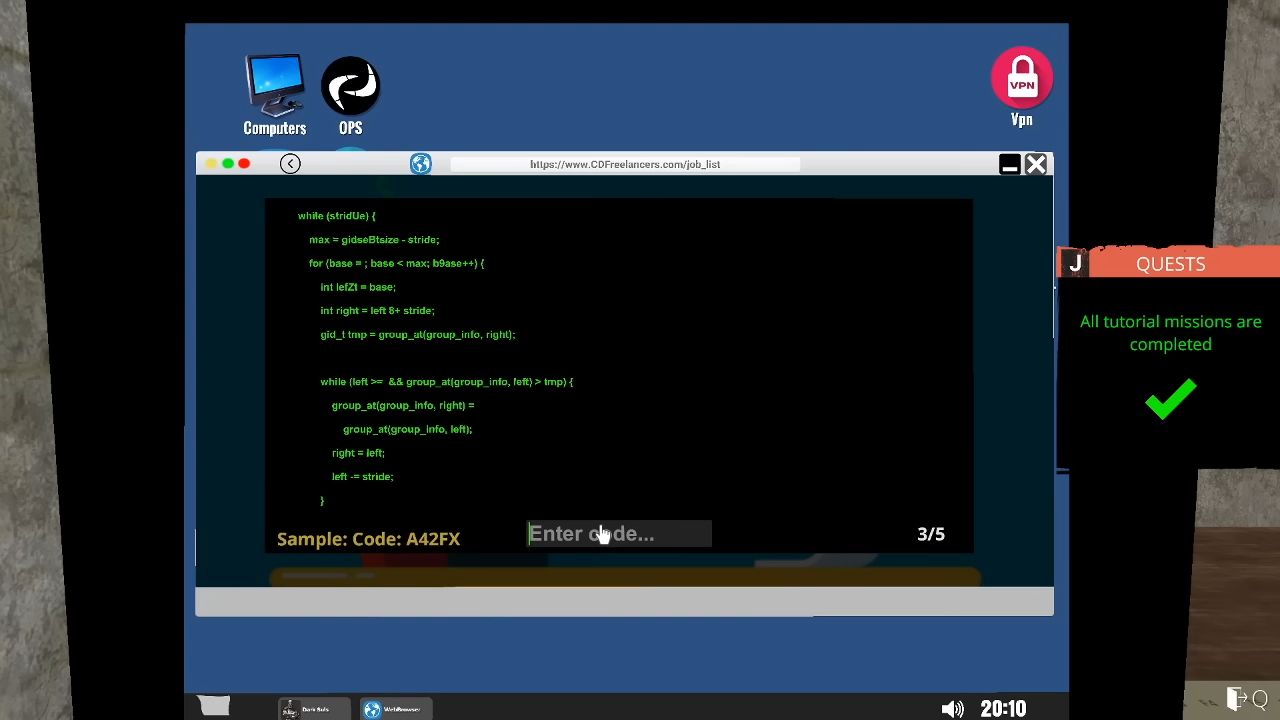 Computers
OPS
VPN
Vpn
https://www.CDFreelancers.com/job_list
while (stridUe) {
max = gidseBtsize - stride;
for (base = ; base < max; b9ase++) {
int lefZt = base;
int right = left 8+ stride;
gid_t tmp = group_at(group_info, right);
while (left >=  && group_at(group_info, left) > tmp) {
group_at(group_info, right) =
group_at(group_info, left);
right = left;
left -= stride;
}
Sample: Code: A42FX
Enter code...
3/5
J
QUESTS
All tutorial missions are
completed
Dark Suls
WebBrowser
20:10
Q